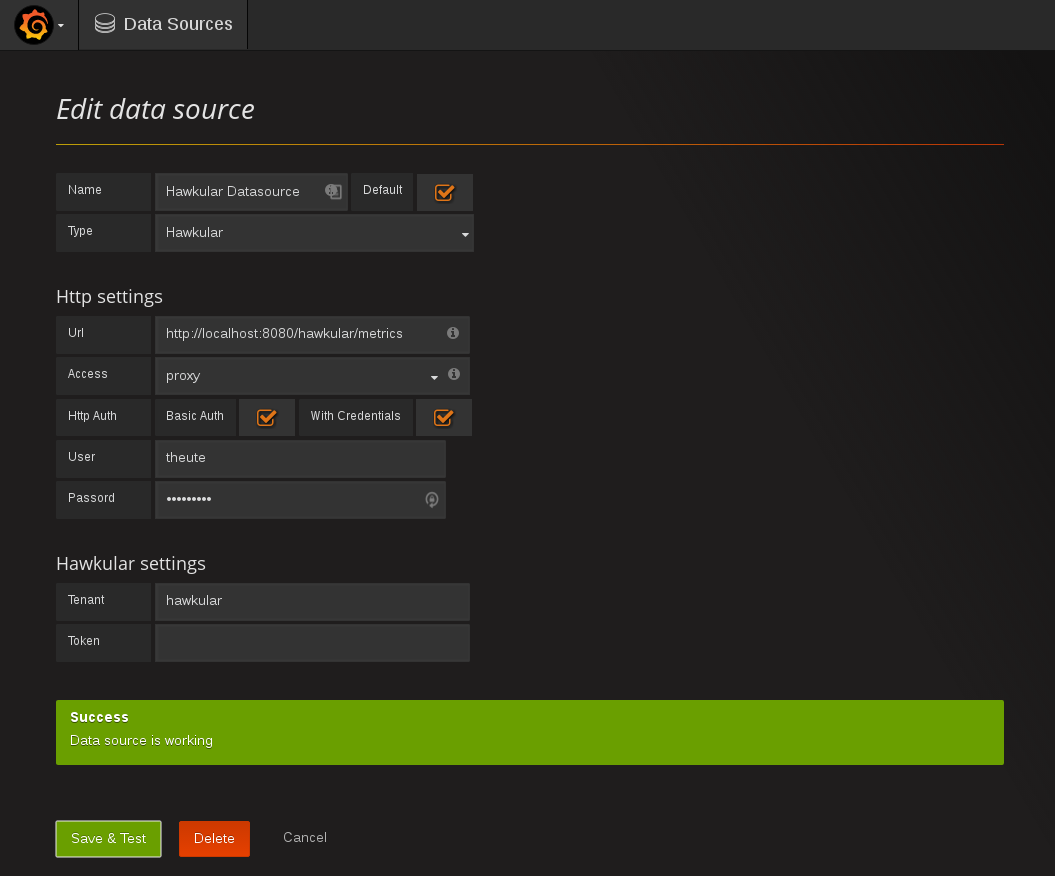 Data Sources
Edit data source
Name Hawkular Datasource Default
Type Hawkular
Http settings
Url http://localhost:8080/hawkular/metrics
Access proxy
Http Auth Basic Auth With Credentials
User theute
Passord •••••••••
Hawkular settings
Tenant hawkular
Token
Success
Data source is working
Save & Test Delete Cancel